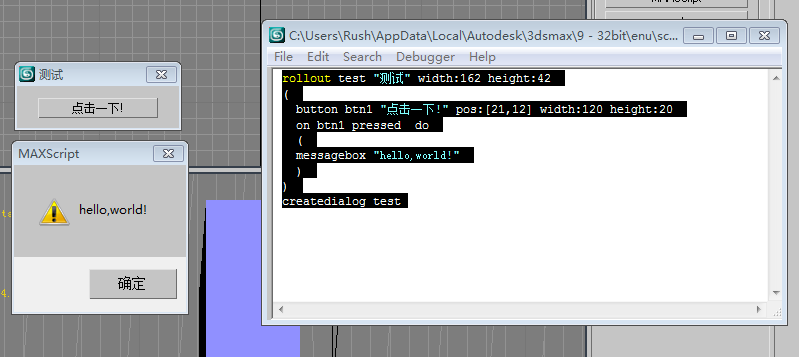 C:\Users\Rush\AppData\Local\Autodesk\3dsmax\9 - 32bit\enu\sc...
File Edit Search Debugger Help
rollout test "测试" width:162 height:42
(
button btn1 "点击一下!" pos:[21,12] width:120 height:20
on btn1 pressed do
(
messagebox "hello,world!"
)
)
createdialog test
测试
点击一下!
MAXScript
hello,world!
确定
te
4.